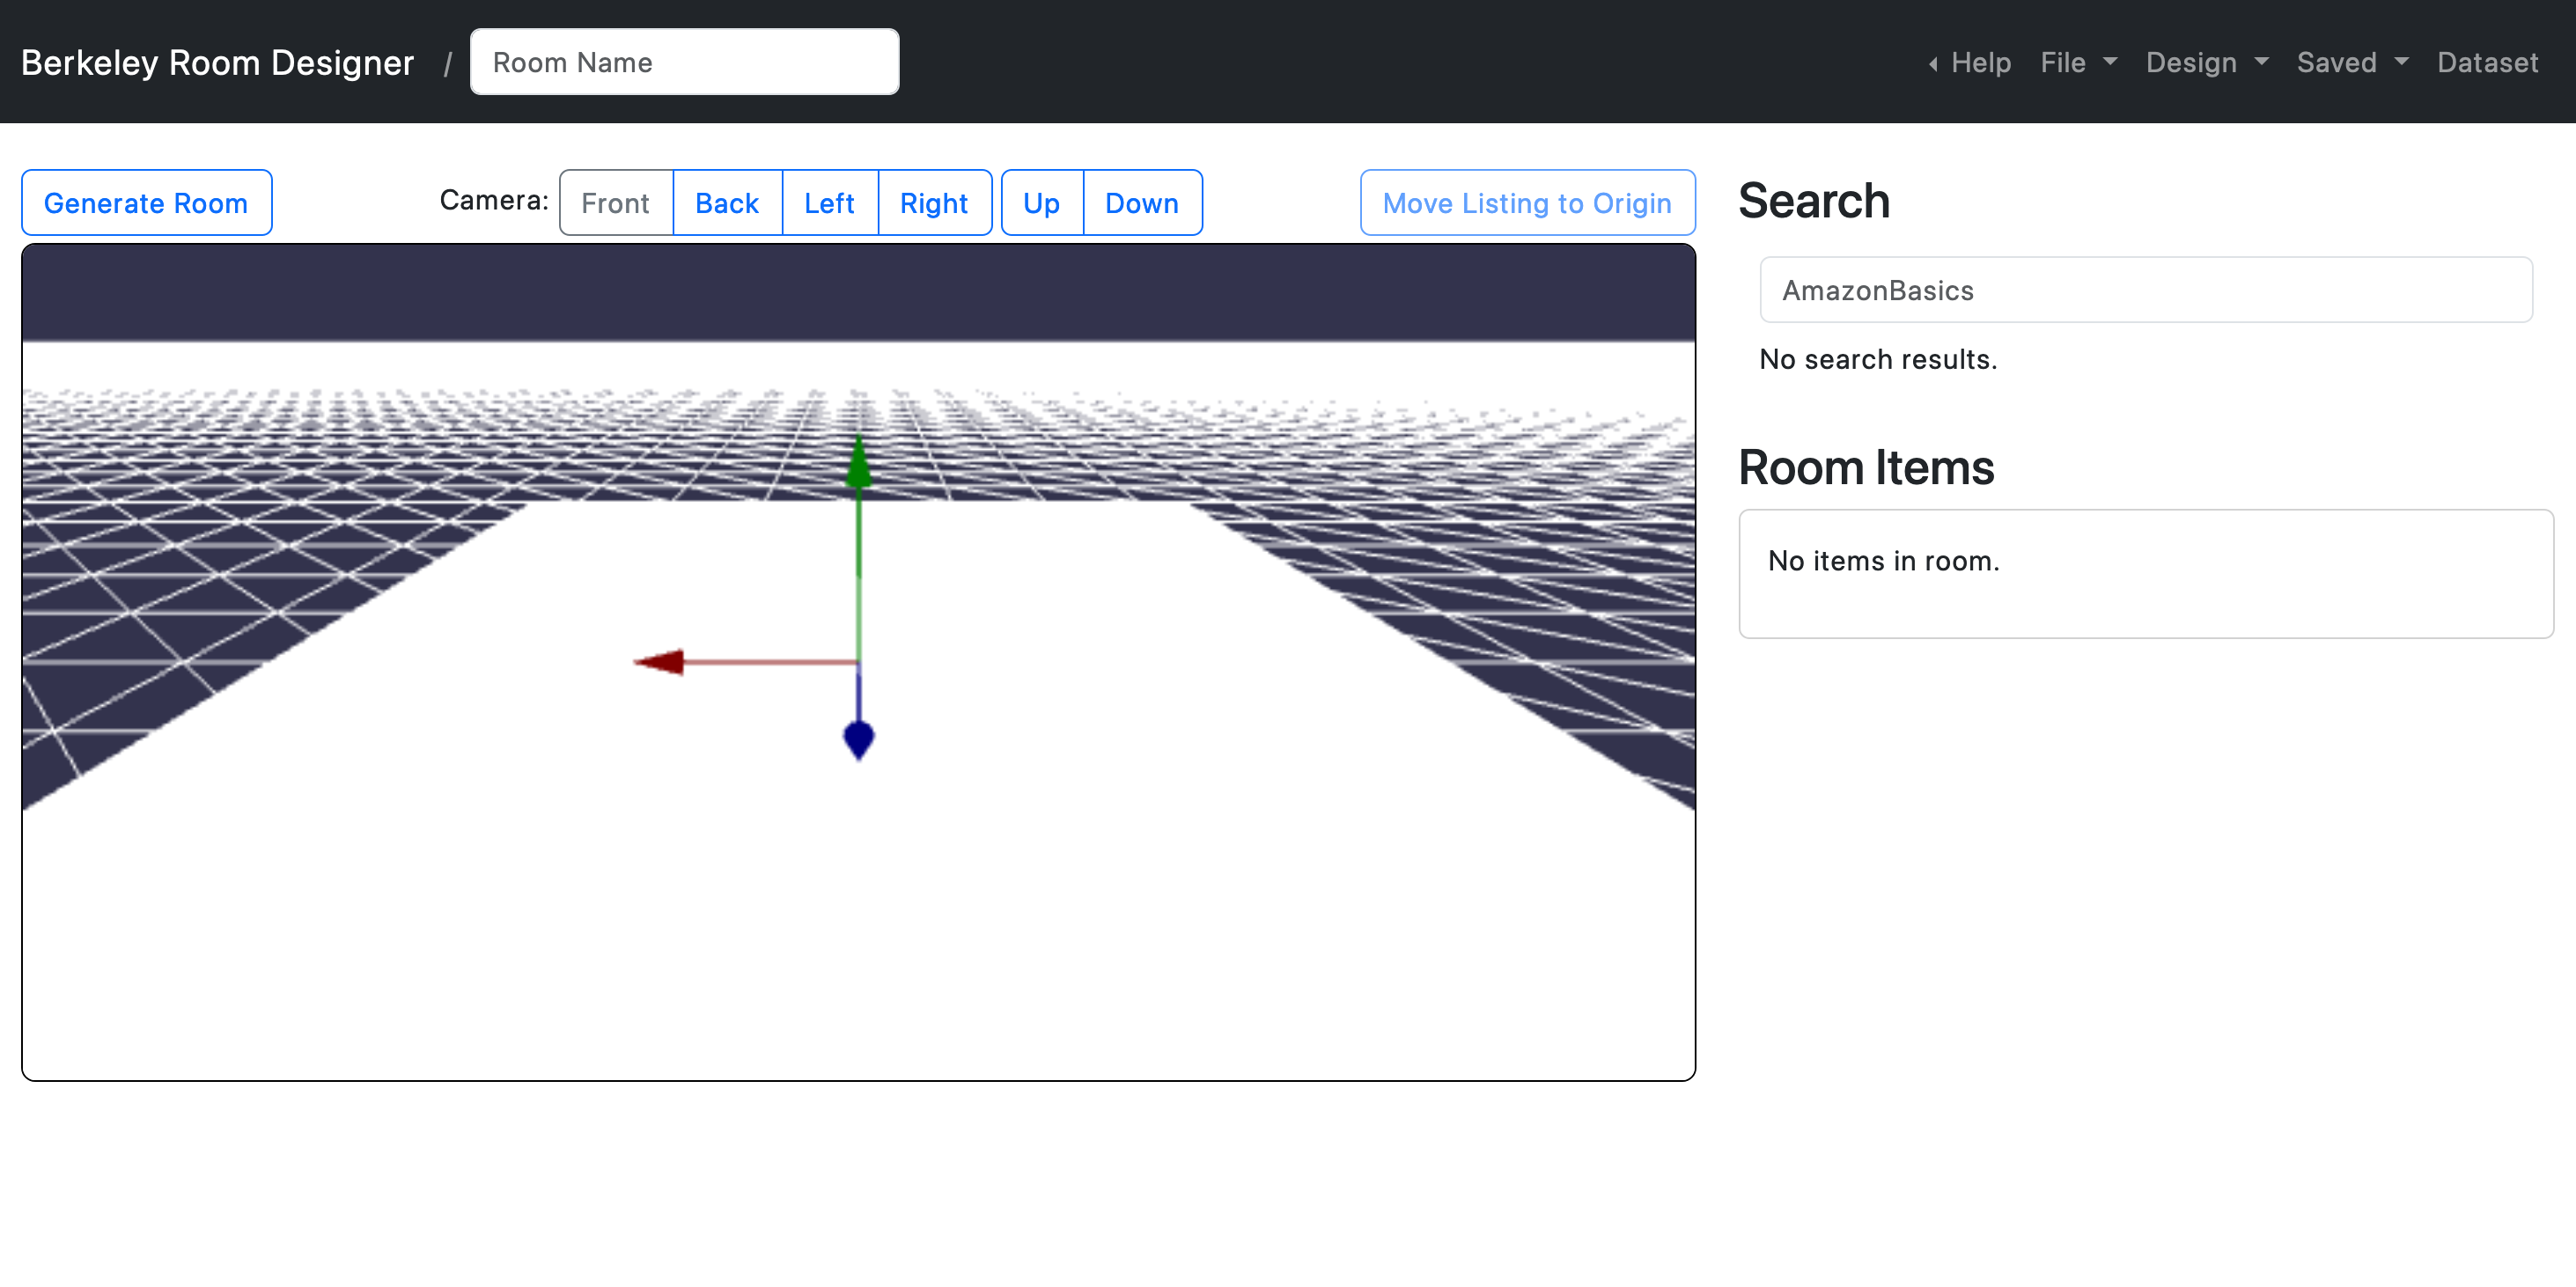 Berkeley Room Designer / Room Name Help File Design Saved Dataset
Generate Room Camera: Front Back Left Right Up Down Move Listing to Origin
Search
AmazonBasics
No search results.
Room Items
No items in room.